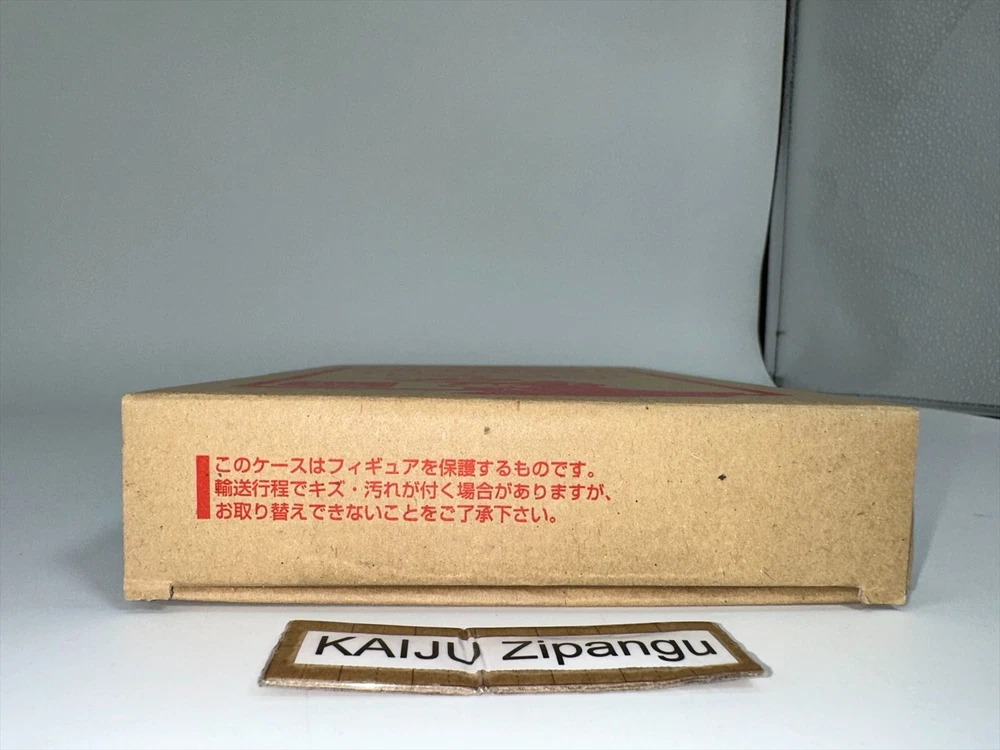 このケースはフィギュアを保護するものです。
輸送行程でキズ・汚れが付く場合がありますが、
お取り替えできないことをご了承下さい。
KAIJU Zipangu